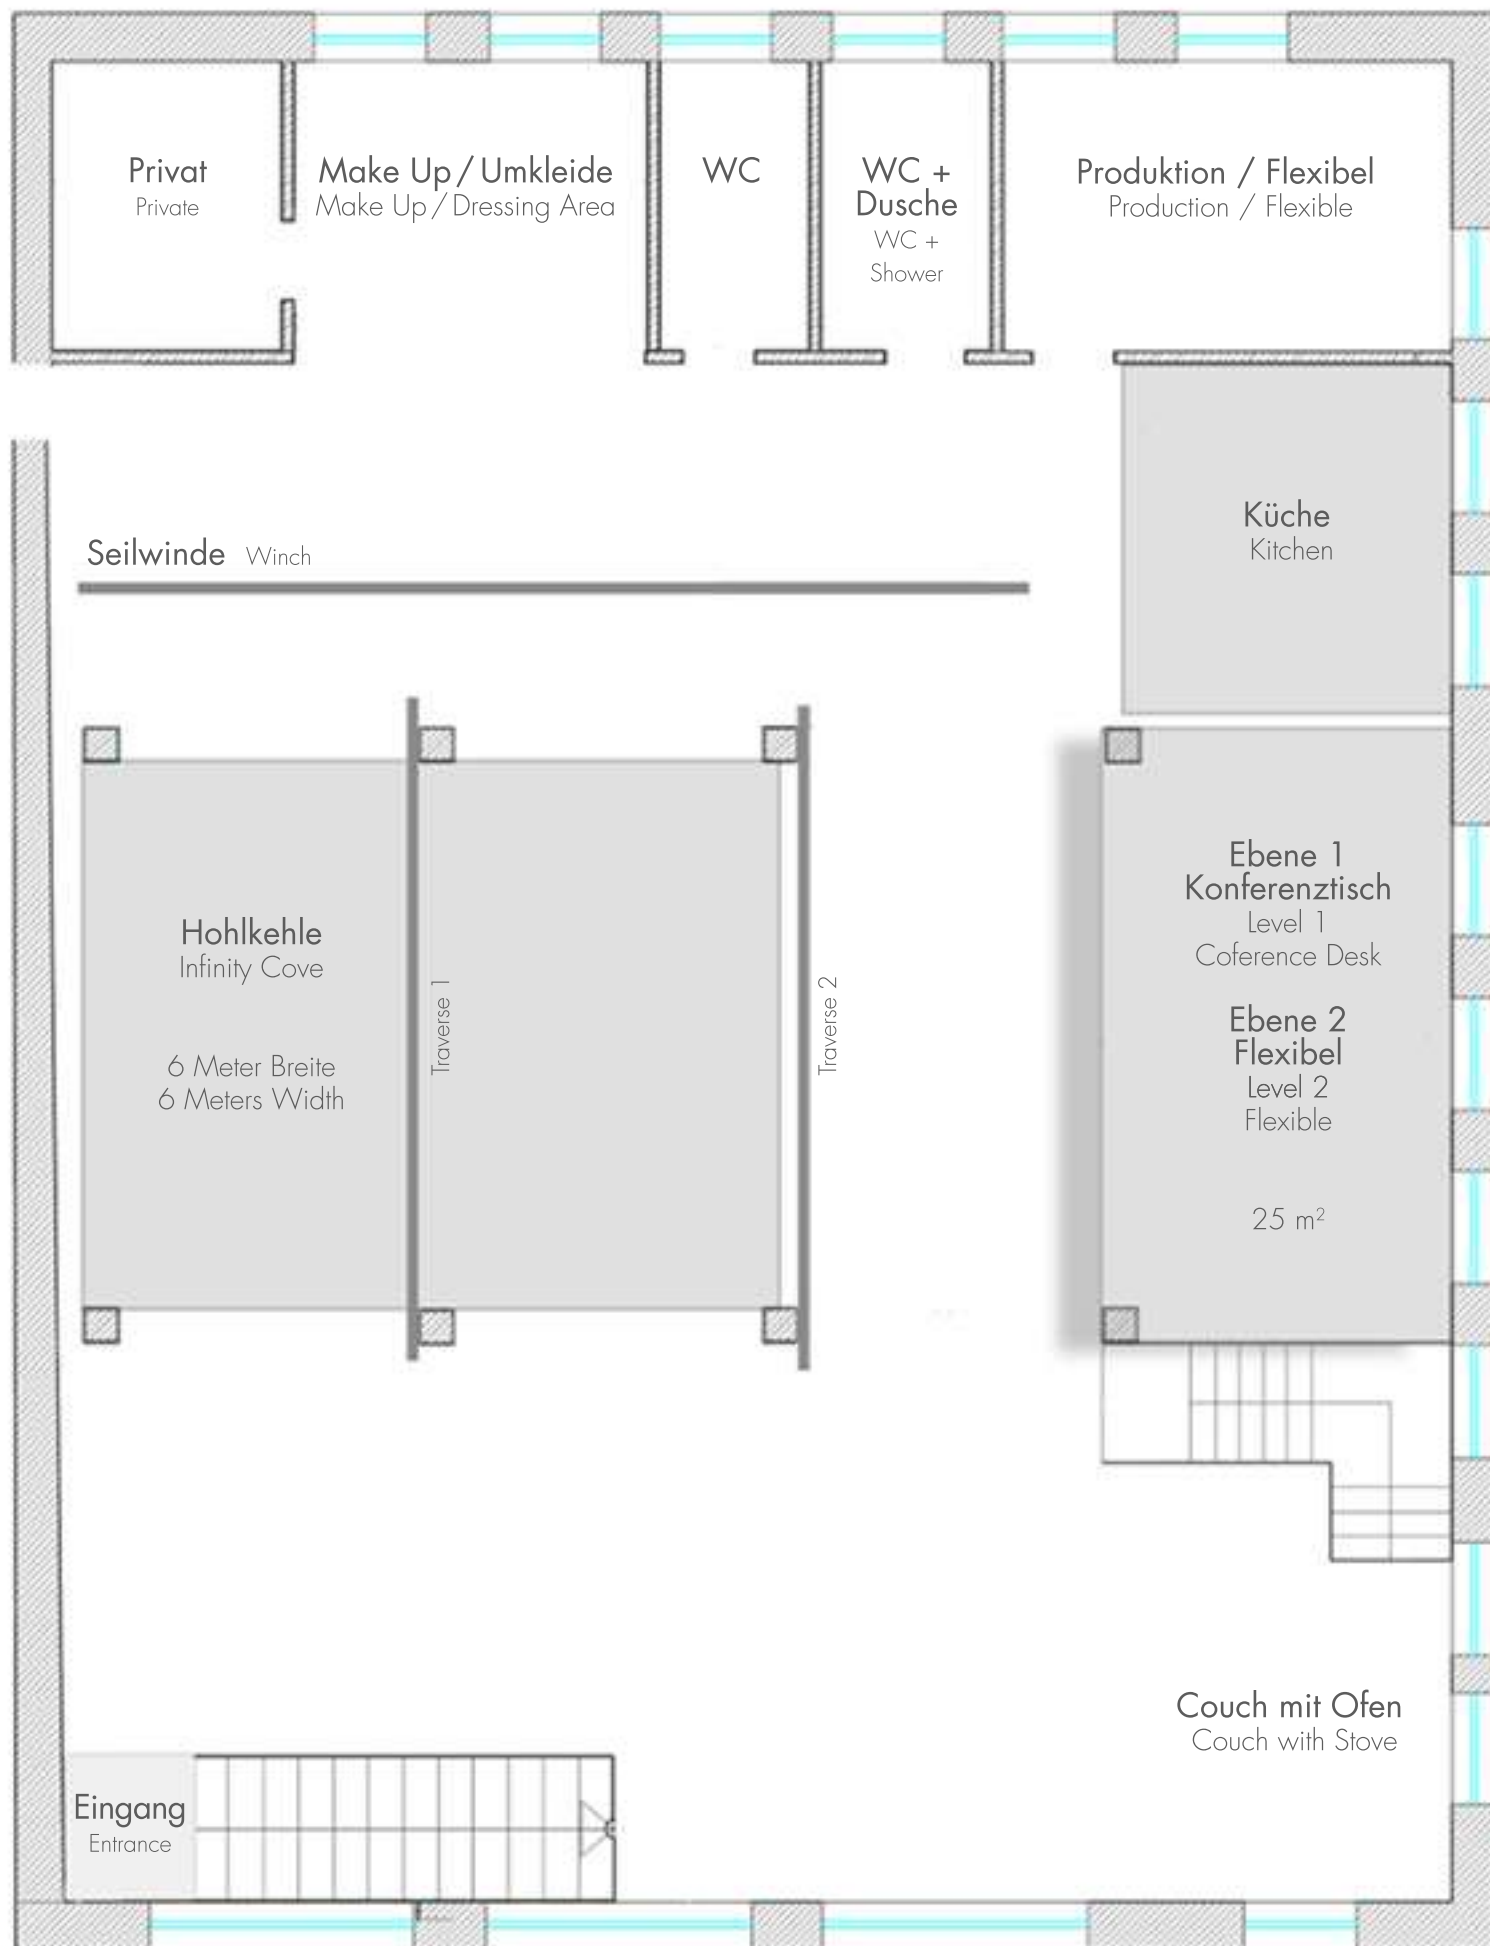 Privat
Private
Make Up / Umkleide
Make Up / Dressing Area
WC
WC +
Dusche
WC +
Shower
Produktion / Flexibel
Production / Flexible
Küche
Kitchen
Seilwinde Winch
Hohlkehle
Infinity Cove
6 Meter Breite
6 Meters Width
Traverse 1
Traverse 2
Ebene 1
Konferenztisch
Level 1
Coference Desk
Ebene 2
Flexibel
Level 2
Flexible
25 m²
Couch mit Ofen
Couch with Stove
Eingang
Entrance